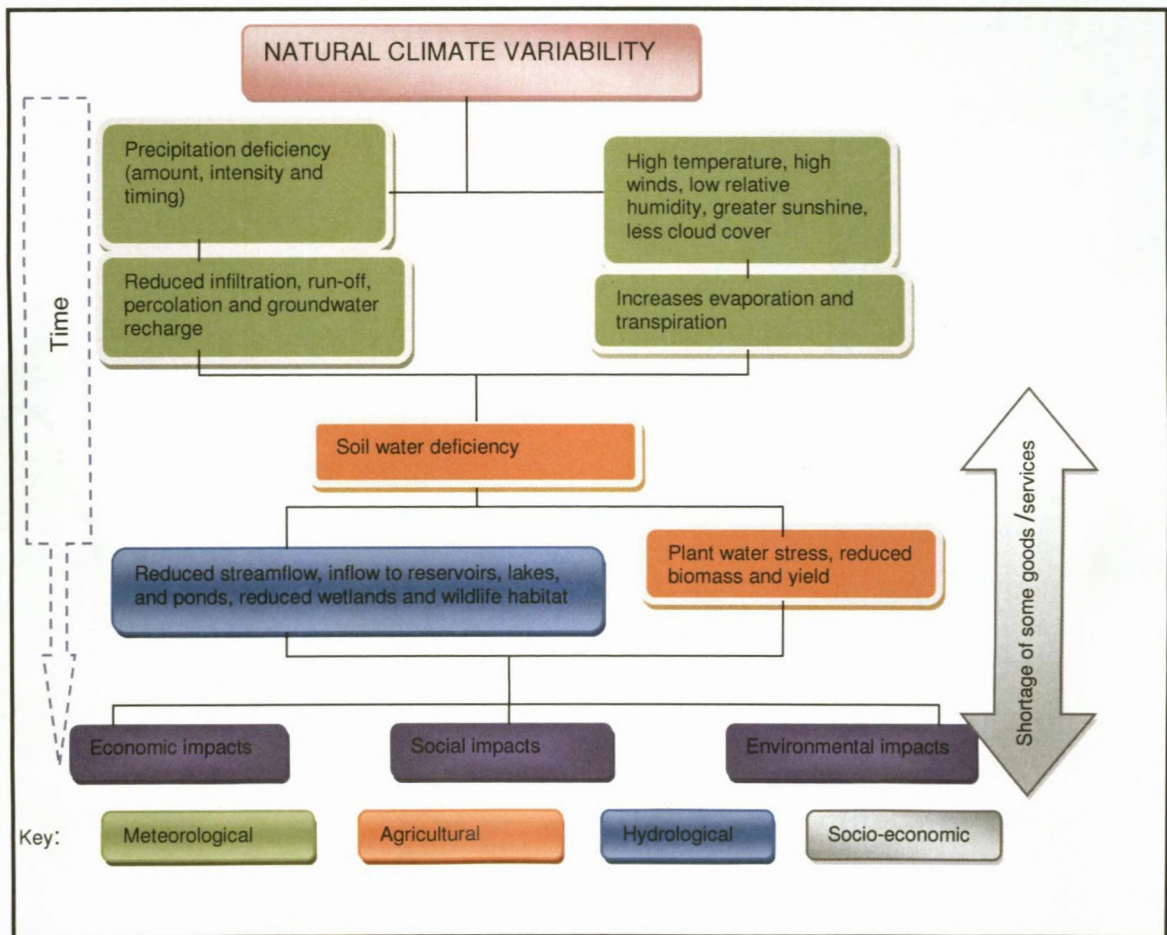 NATURAL CLIMATE VARIABILITY
Precipitation deficiency
(amount, intensity and
timing)
High temperature, high
winds, low relative
humidity, greater sunshine,
less cloud cover
Reduced infiltration, run-off,
percolation and groundwater
recharge
Increases evaporation and
transpiration
Time
Soil water deficiency
Shortage of some goods /services
Reduced streamflow, inflow to reservoirs, lakes,
and ponds, reduced wetlands and wildlife habitat
Plant water stress, reduced
biomass and yield
Economic impacts
Social impacts
Environmental impacts
Key:
Meteorological
Agricultural
Hydrological
Socio-economic